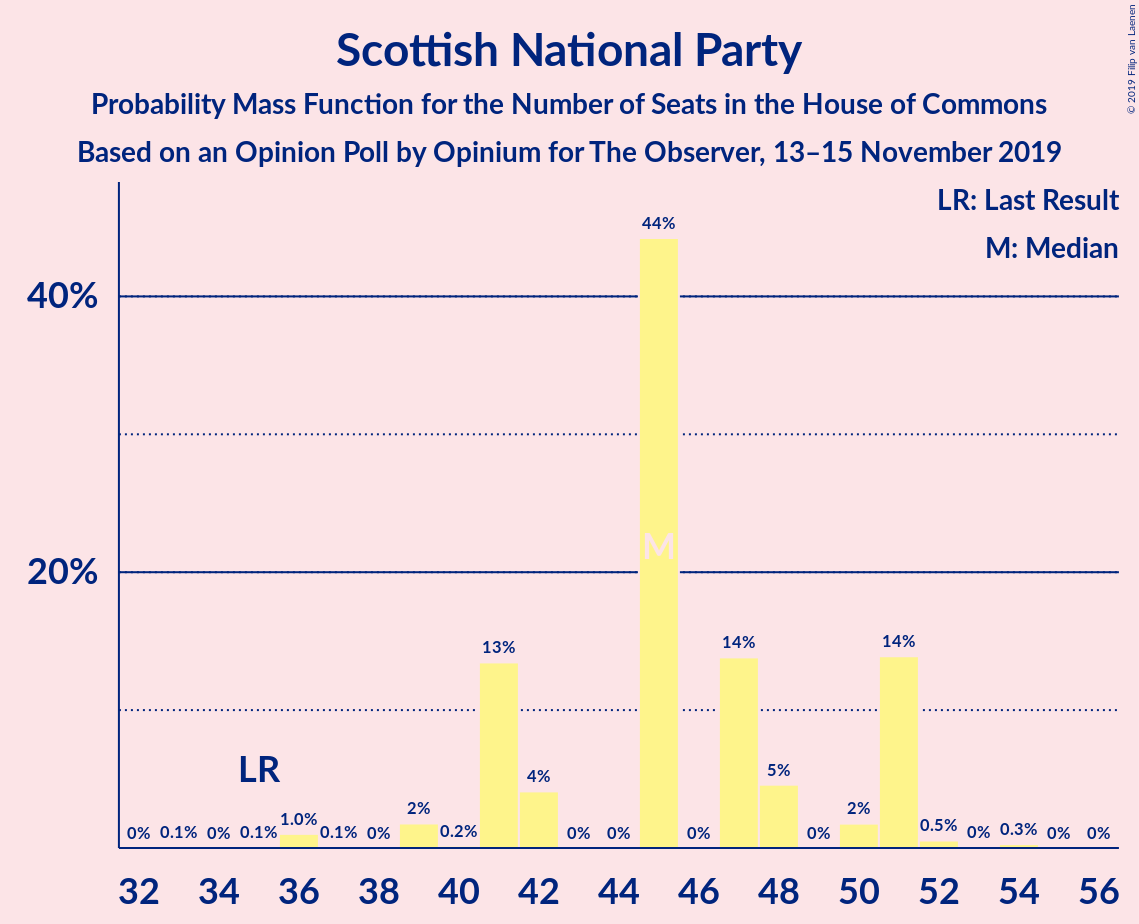 Scottish National Party
Probability Mass Function for the Number of Seats in the House of Commons
Based on an Opinion Poll by Opinium for The Observer, 13–15 November 2019
© 2019 Filip van Laenen
LR: Last Result
M: Median
44%
40%
M
20%
13% 14% 14%
LR
4% 5%
0% 0.1% 0% 0.1% 1.0% 0.1% 0% 2% 0.2% 0% 0% 0% 0% 2% 0.5% 0% 0.3% 0% 0%
32 34 36 38 40 42 44 46 48 50 52 54 56